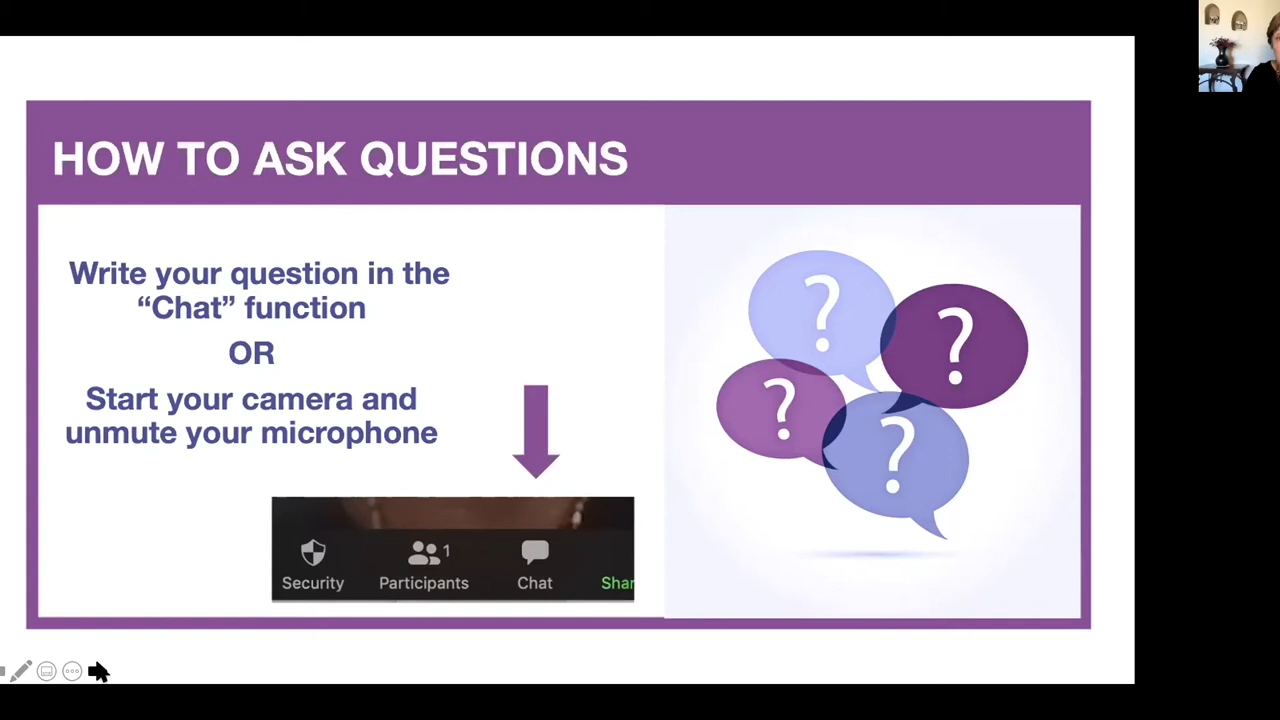 HOW TO ASK QUESTIONS
Write your question in the
“Chat” function
OR
Start your camera and
unmute your microphone
? ? ? ?
1
Security Participants Chat Shar